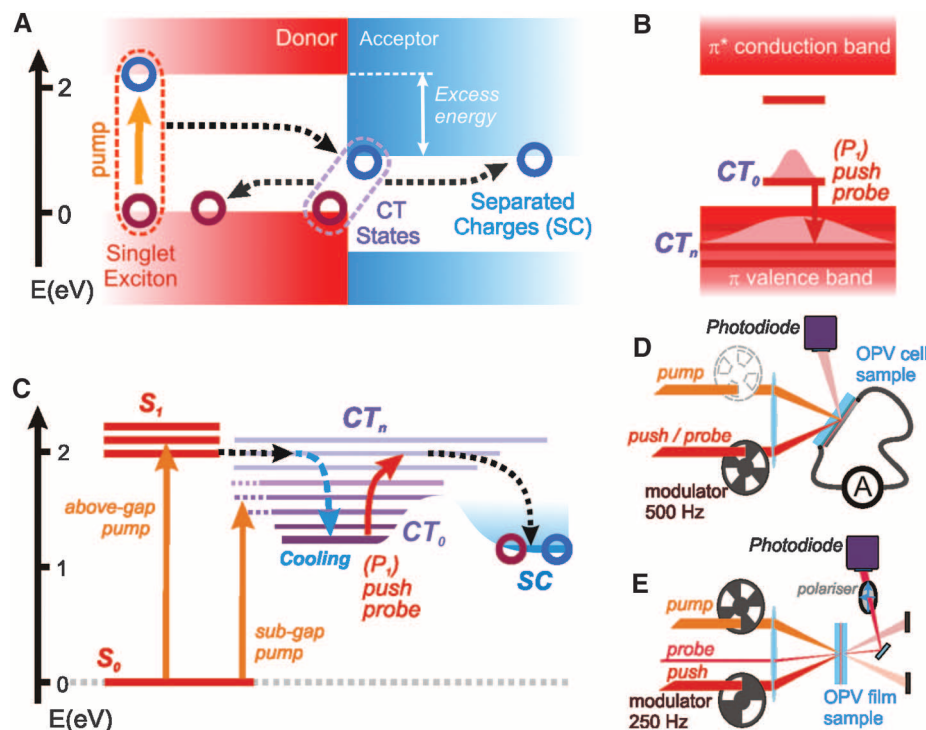 A
Donor
Acceptor
2
pump
Excess
energy
0
Singlet
Exciton
CT
States
Separated
Charges (SC)
E(eV)
B
π* conduction band
CT₀
(P₁)
push
probe
CTₙ
π valence band
C
S₁
CTₙ
2
above-gap
pump
Cooling
CT₀
(P₁)
push
probe
SC
1
sub-gap
pump
S₀
0
E(eV)
D
Photodiode
OPV cell
sample
pump
push / probe
modulator
500 Hz
A
E
Photodiode
polariser
pump
probe
push
modulator
250 Hz
OPV film
sample